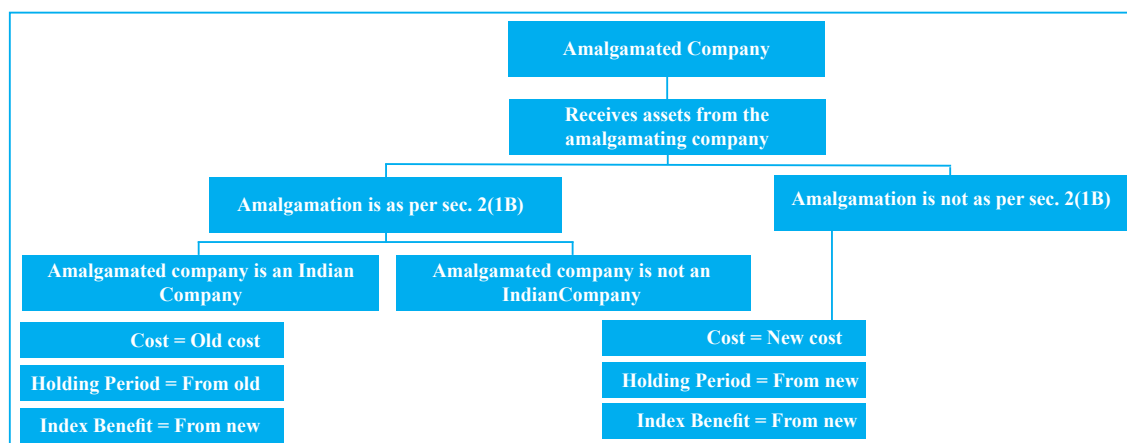 Amalgamated Company
Receives assets from the
amalgamating company
Amalgamation is as per sec. 2(1B)
Amalgamation is not as per sec. 2(1B)
Amalgamated company is an Indian
Company
Amalgamated company is not an
IndianCompany
Cost = Old cost
Holding Period = From old
Index Benefit = From new
Cost = New cost
Holding Period = From new
Index Benefit = From new